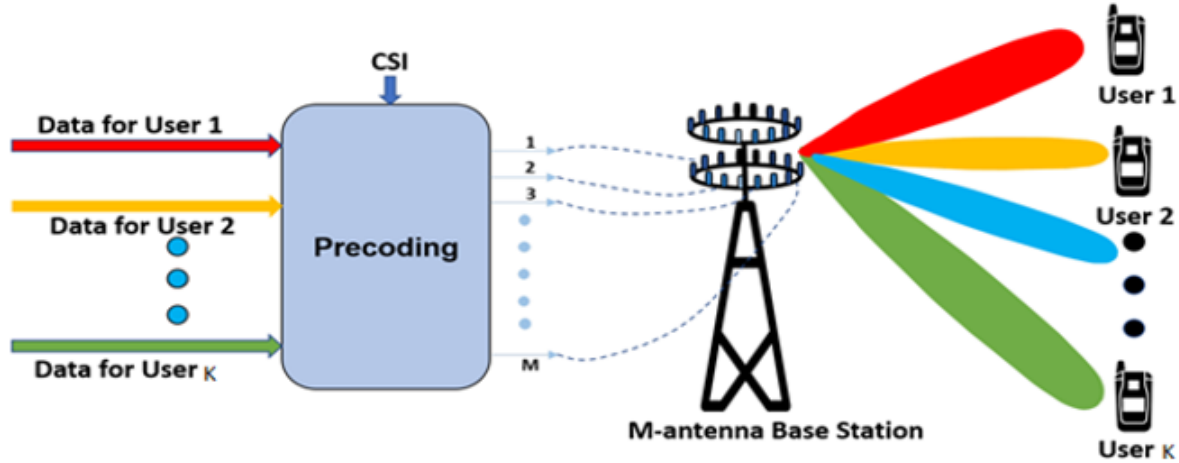 CSI
Data for User 1
Data for User 2
Data for User K
Precoding
1
2
3
M
M-antenna Base Station
User 1
User 2
User K